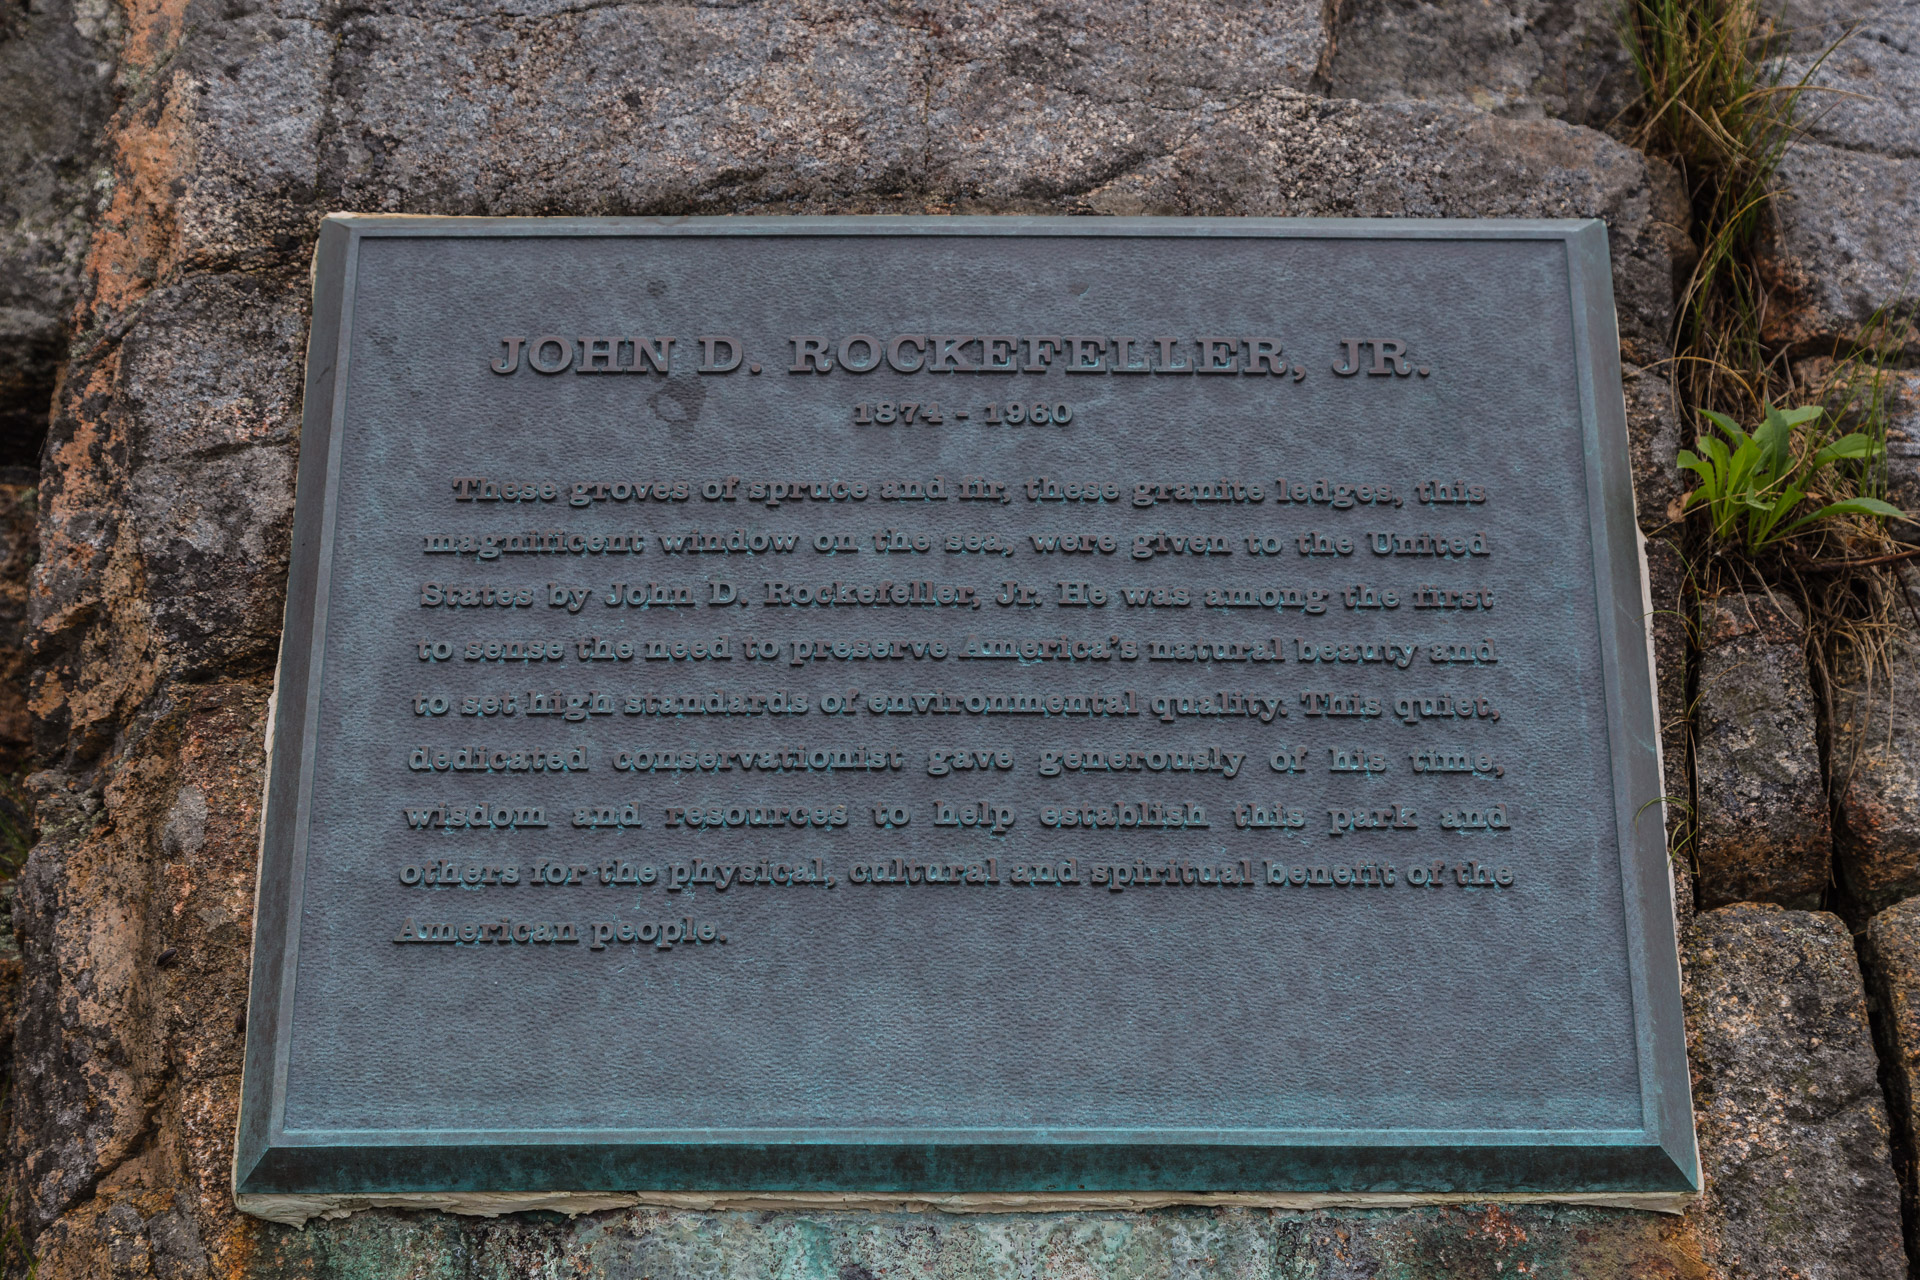 JOHN D. ROCKEFELLER, JR.
1874 - 1960
These groves of spruce and fir, these granite ledges, this
magnificent window on the sea, were given to the United
States by John D. Rockefeller, Jr. He was among the first
to sense the need to preserve America's natural beauty and
to set high standards of environmental quality. This quiet,
dedicated conservationist gave generously of his time,
wisdom and resources to help establish this park and
others for the physical, cultural and spiritual benefit of the
American people.